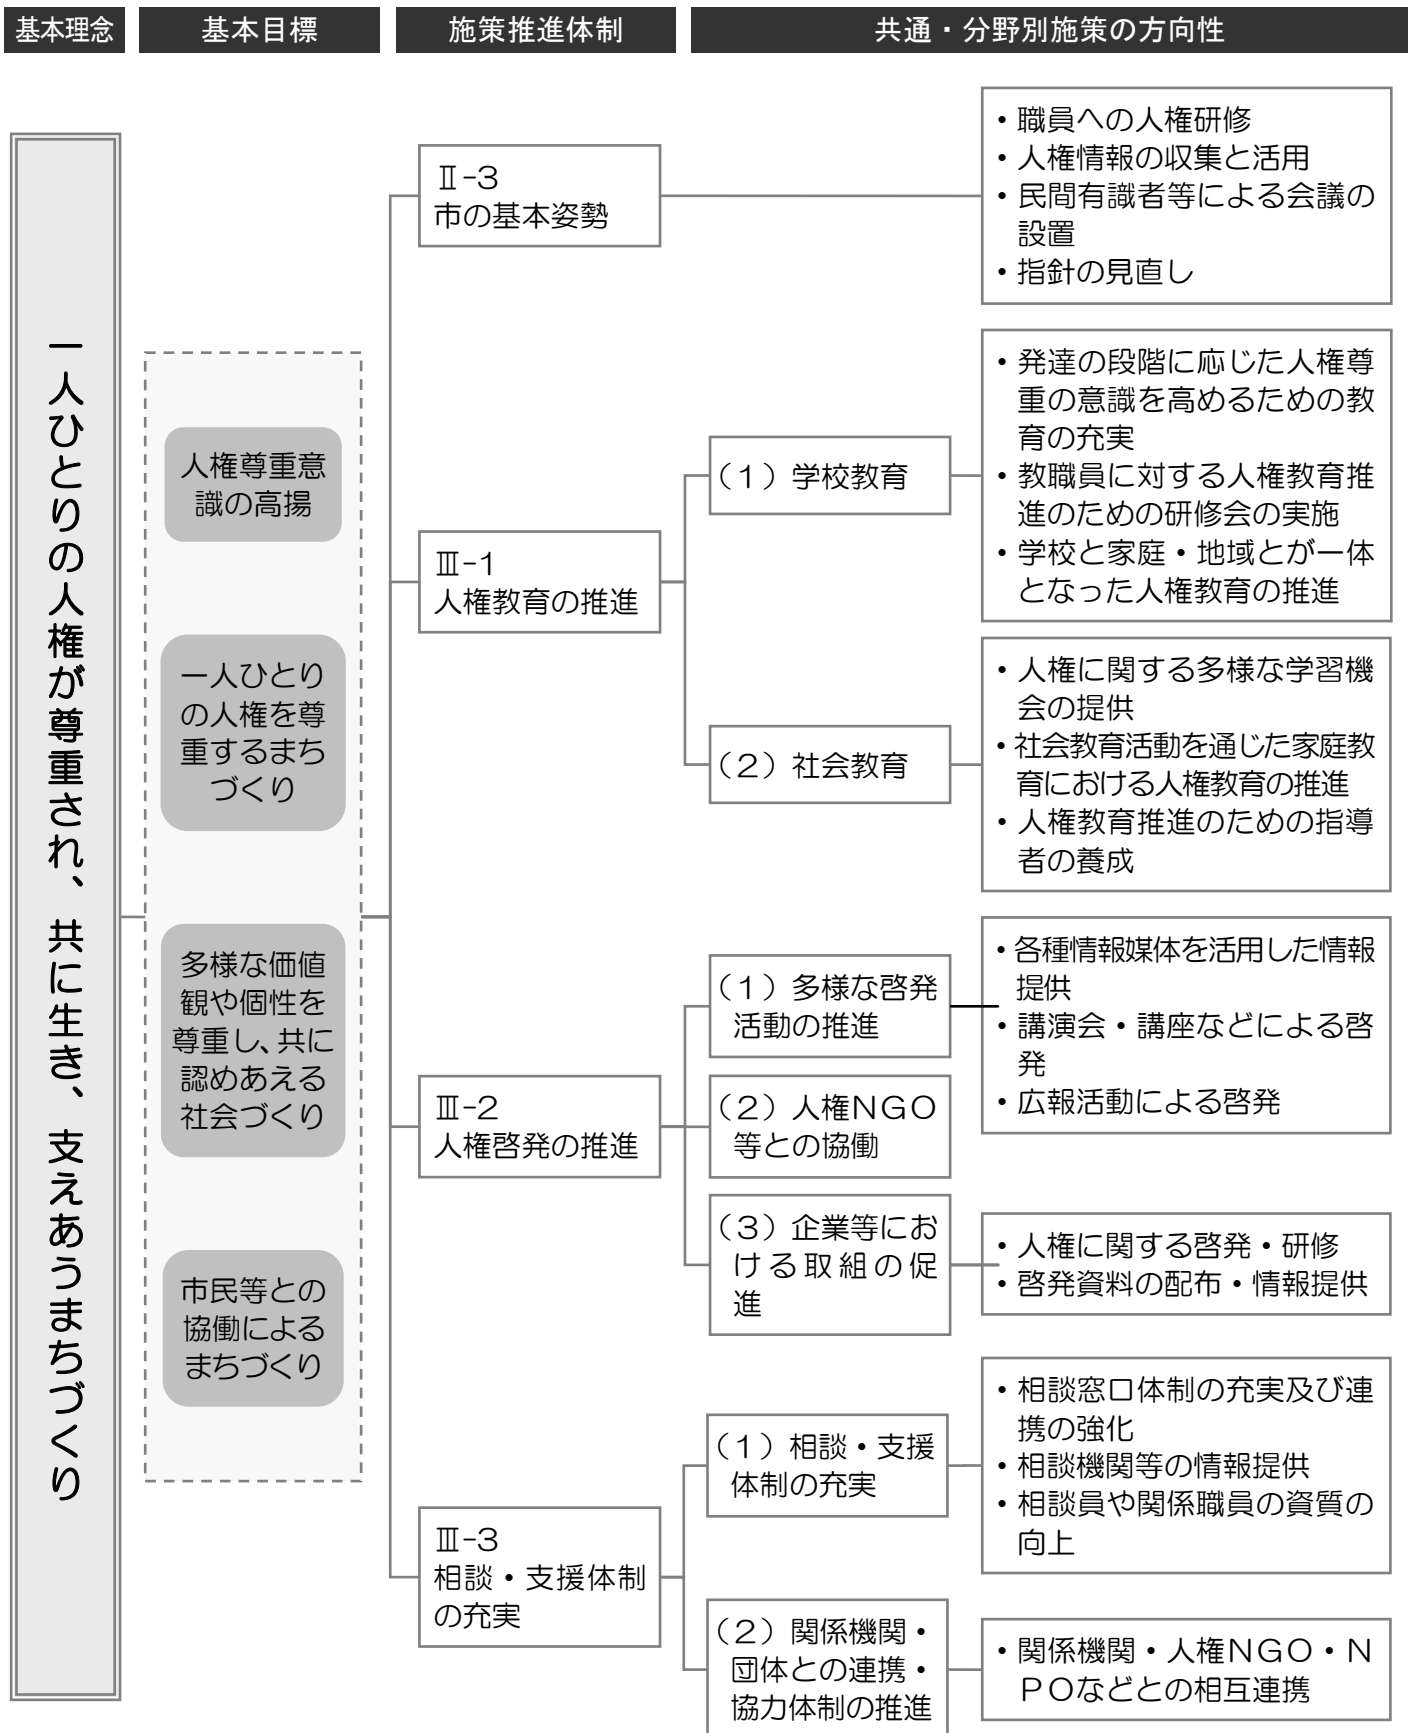 基本理念
基本目標
施策推進体制
共通・分野別施策の方向性
一人ひとりの人権が尊重され、共に生き、支えあうまちづくり
人権尊重意
識の高揚
一人ひとり
の人権を尊
重するまち
づくり
多様な価値
観や個性を
尊重し、共に
認めあえる
社会づくり
市民等との
協働による
まちづくり
Ⅱ-3
市の基本姿勢
・職員への人権研修
・人権情報の収集と活用
・民間有識者等による会議の
設置
・指針の見直し
Ⅲ-1
人権教育の推進
（１）学校教育
・発達の段階に応じた人権尊
重の意識を高めるための教
育の充実
・教職員に対する人権教育推
進のための研修会の実施
・学校と家庭・地域とが一体
となった人権教育の推進
（２）社会教育
・人権に関する多様な学習機
会の提供
・社会教育活動を通じた家庭教
育における人権教育の推進
・人権教育推進のための指導
者の養成
Ⅲ-2
人権啓発の推進
（１）多様な啓発
活動の推進
・各種情報媒体を活用した情報
提供
・講演会・講座などによる啓
発
・広報活動による啓発
（２）人権ＮＧＯ
等との協働
（３）企業等にお
ける取組の促
進
・人権に関する啓発・研修
・啓発資料の配布・情報提供
Ⅲ-3
相談・支援体制
の充実
（１）相談・支援
体制の充実
・相談窓口体制の充実及び連
携の強化
・相談機関等の情報提供
・相談員や関係職員の資質の
向上
（２）関係機関・
団体との連携・
協力体制の推進
・関係機関・人権ＮＧＯ・Ｎ
ＰＯなどとの相互連携